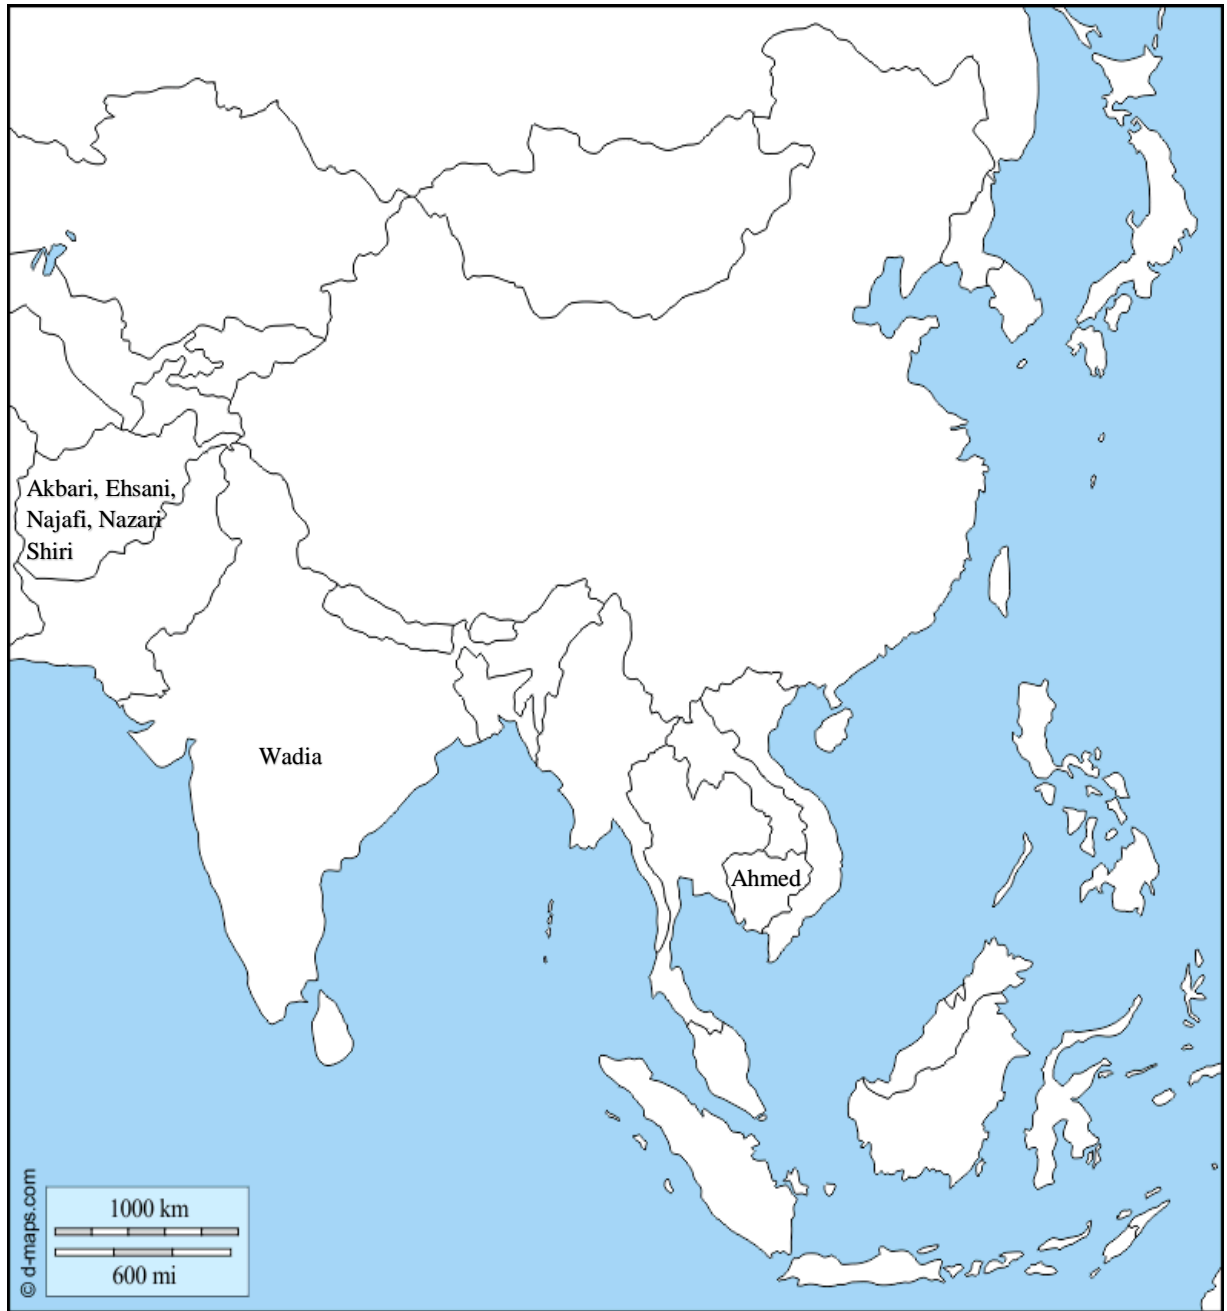 Akbari, Ehsani,
Najafi, Nazari
Shiri
Wadia
Ahmed
© d-maps.com
1000 km
600 mi